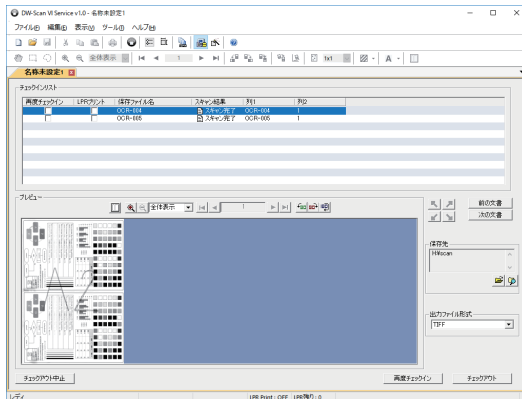 DW-Scan VI Service v1.0 - 名称未設定1
ファイル(F) 編集(E) 表示(V) ツール(T) ヘルプ(H)
全体表示 1 1x1 A
名称未設定1
チェックインリスト
再度チェックイン LPRプリント 保存ファイル名 スキャン結果 列1 列2
OCR-004 スキャン完了 OCR-004 1
OCR-005 スキャン完了 OCR-005 1
プレビュー
全体表示 1
前の文書
次の文書
保存先
H:¥scan
出力ファイル形式
TIFF
チェックアウト中止 再度チェックイン チェックアウト
レディ LPR Print : OFF LPR残り: 0